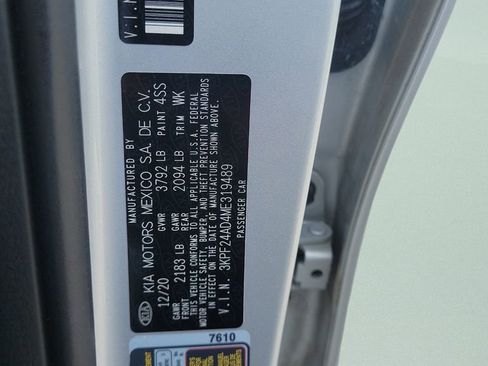 V.I.N
MANUFACTURED BY
KIA KIA MOTORS MEXICO S.A. DE C.V.
12/20 GVWR 3792 LB PAINT 4SS
GAWR FRONT 2183 LB GAWR REAR 2094 LB TRIM WK
THIS VEHICLE CONFORMS TO ALL APPLICABLE U.S.A. FEDERAL
MOTOR VEHICLE SAFETY, BUMPER, AND THEFT PREVENTION STANDARDS
IN EFFECT ON THE DATE OF MANUFACTURE SHOWN ABOVE.
V.I.N. 3KPF24AD4ME319489
PASSENGER CAR
7610